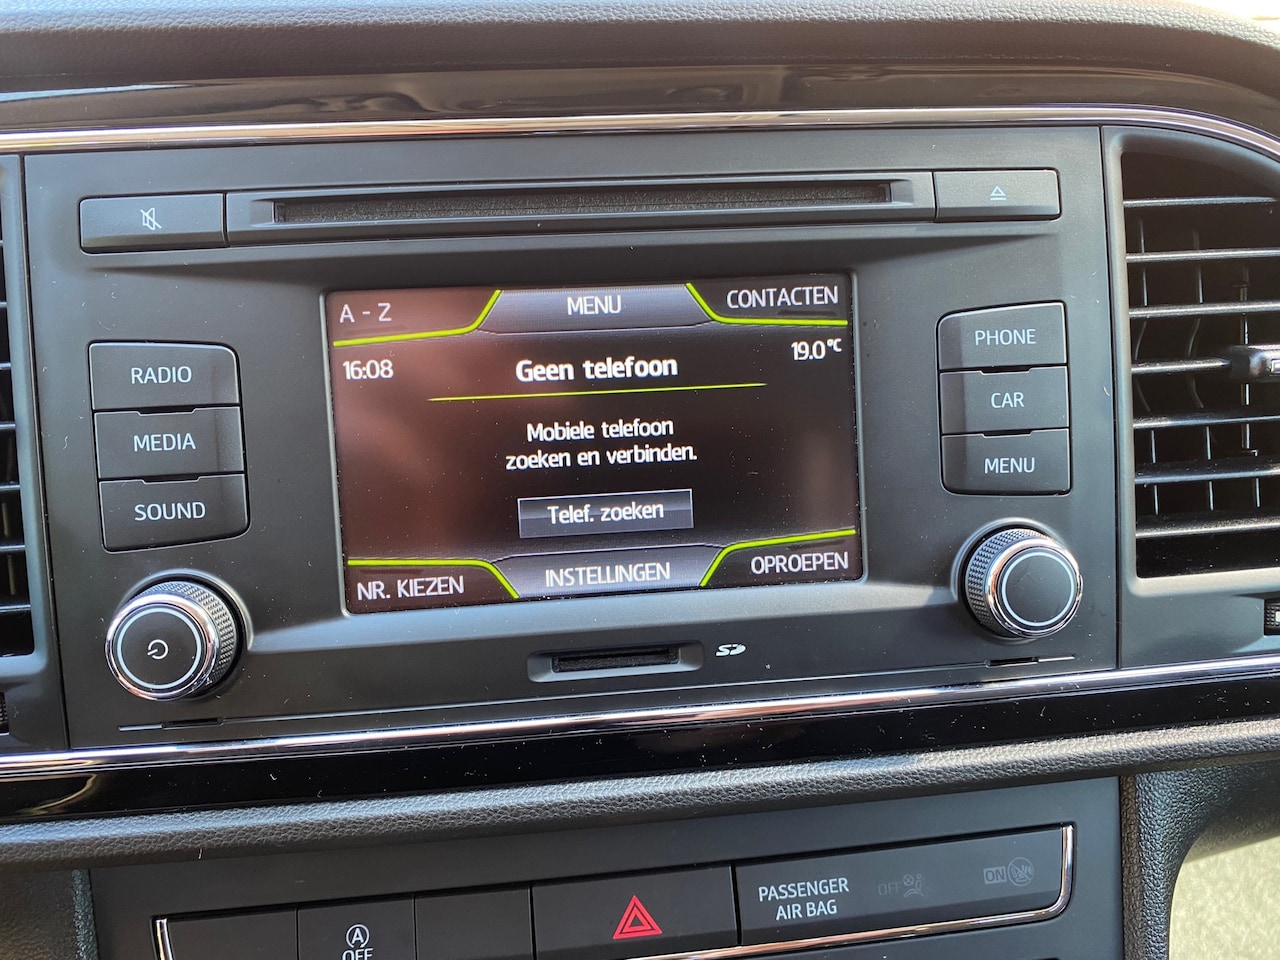 A - Z
MENU
CONTACTEN
16:08
Geen telefoon
19.0°C
Mobiele telefoon
zoeken en verbinden.
Telef. zoeken
NR. KIEZEN
INSTELLINGEN
OPROEPEN
RADIO
MEDIA
SOUND
PHONE
CAR
MENU
SD
PASSENGER
AIR BAG
OFF
ON
A
OFF